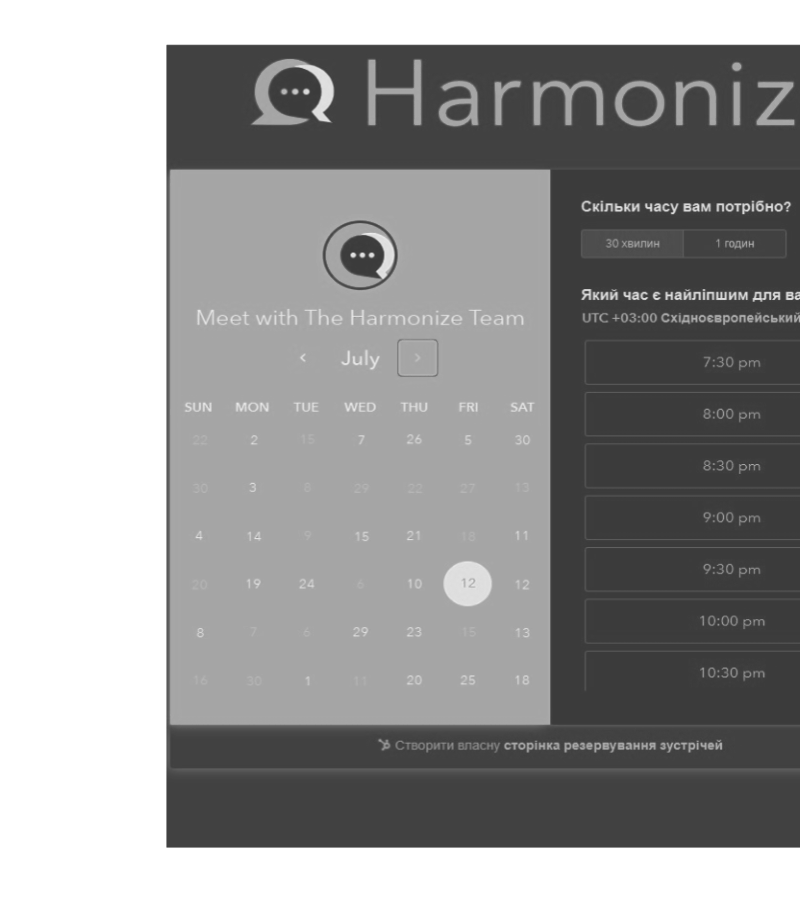 Harmoniz
Meet with The Harmonize Team
July
SUN MON TUE WED THU FRI SAT
22 2 15 7 26 5 30
30 3 8 29 22 27 13
4 14 9 15 21 18 11
20 19 24 6 10 12 12
8 7 6 29 23 15 13
16 30 1 11 20 25 18
Скільки часу вам потрібно?
30 хвилин 1 годин
Який час є найліпшим для ва
UTC +03:00 Східноєвропейський
7:30 pm
8:00 pm
8:30 pm
9:00 pm
9:30 pm
10:00 pm
10:30 pm
Створити власну сторінка резервування зустрічей